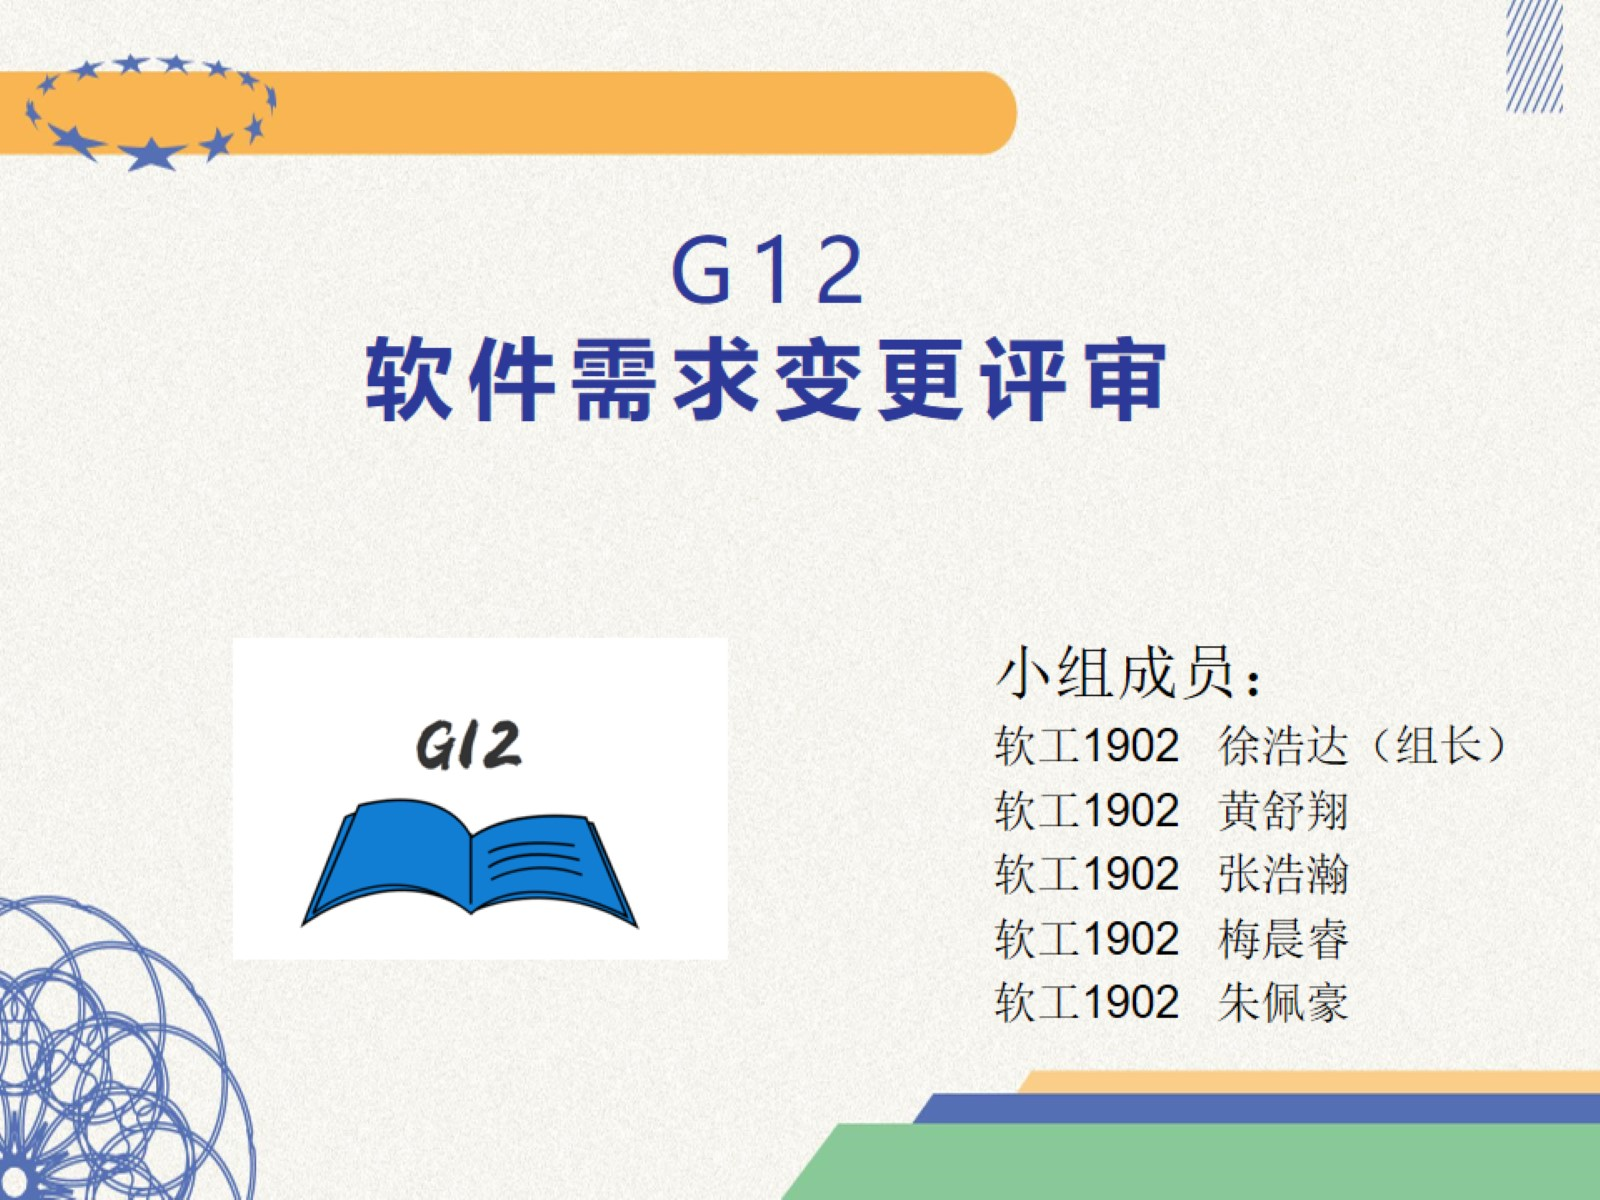 G12
软件需求变更评审
G12
小组成员：
软工1902 徐浩达（组长）
软工1902 黄舒翔
软工1902 张浩瀚
软工1902 梅晨睿
软工1902 朱佩豪